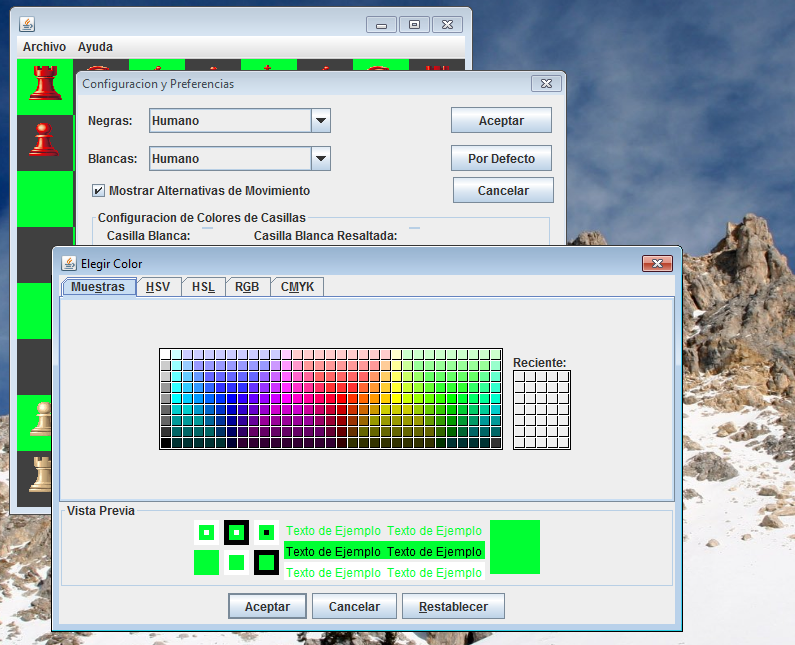 Archivo Ayuda
Configuracion y Preferencias
Negras: Humano Aceptar
Blancas: Humano Por Defecto
Mostrar Alternativas de Movimiento Cancelar
Configuracion de Colores de Casillas
Casilla Blanca: Casilla Blanca Resaltada:
Elegir Color
Muestras HSV HSL RGB CMYK
Reciente:
Vista Previa
Texto de Ejemplo Texto de Ejemplo
Texto de Ejemplo Texto de Ejemplo
Texto de Ejemplo Texto de Ejemplo
Aceptar Cancelar Restablecer